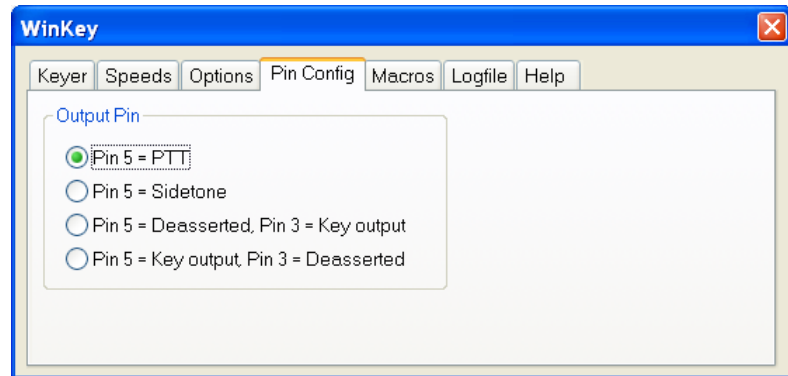 WinKey
Keyer Speeds Options Pin Config Macros Logfile Help
Output Pin
Pin 5 = PTT
Pin 5 = Sidetone
Pin 5 = Deasserted, Pin 3 = Key output
Pin 5 = Key output, Pin 3 = Deasserted